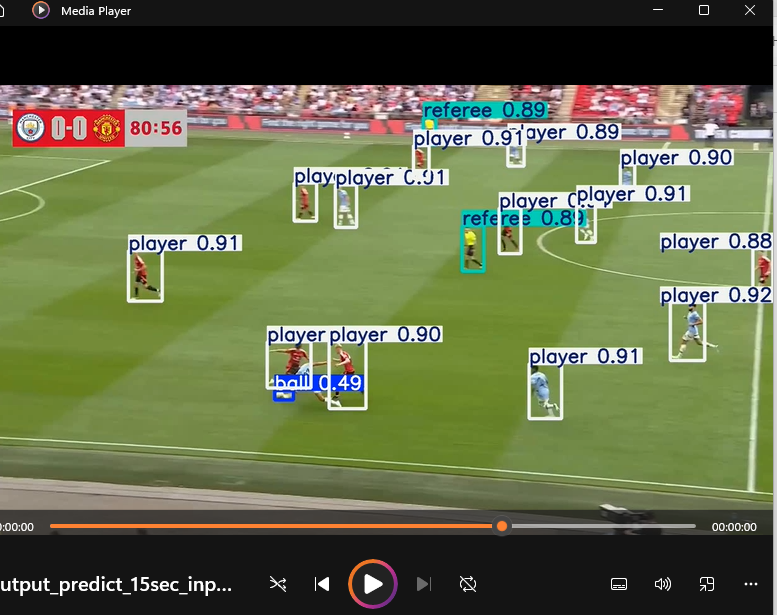 Media Player
referee 0.89
player 0.91
player 0.89
0-0
80:56
player 0.90
player 0.91
player 0.91
player 0.91
referee 0.89
player 0.91
player 0.88
player 0.92
player
player 0.90
player 0.91
ball 0.49
00:00:00
00:00:00
utput_predict_15sec_inp...